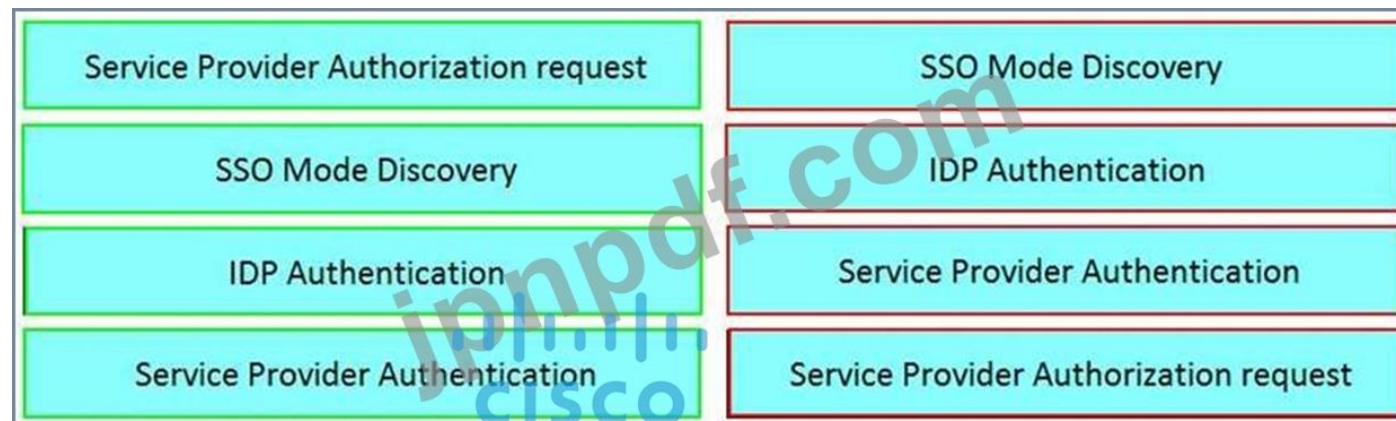 Service Provider Authorization request
SSO Mode Discovery
SSO Mode Discovery
IDP Authentication
IDP Authentication
Service Provider Authentication
Service Provider Authentication
Service Provider Authorization request
jpnpdf.com
CISCO